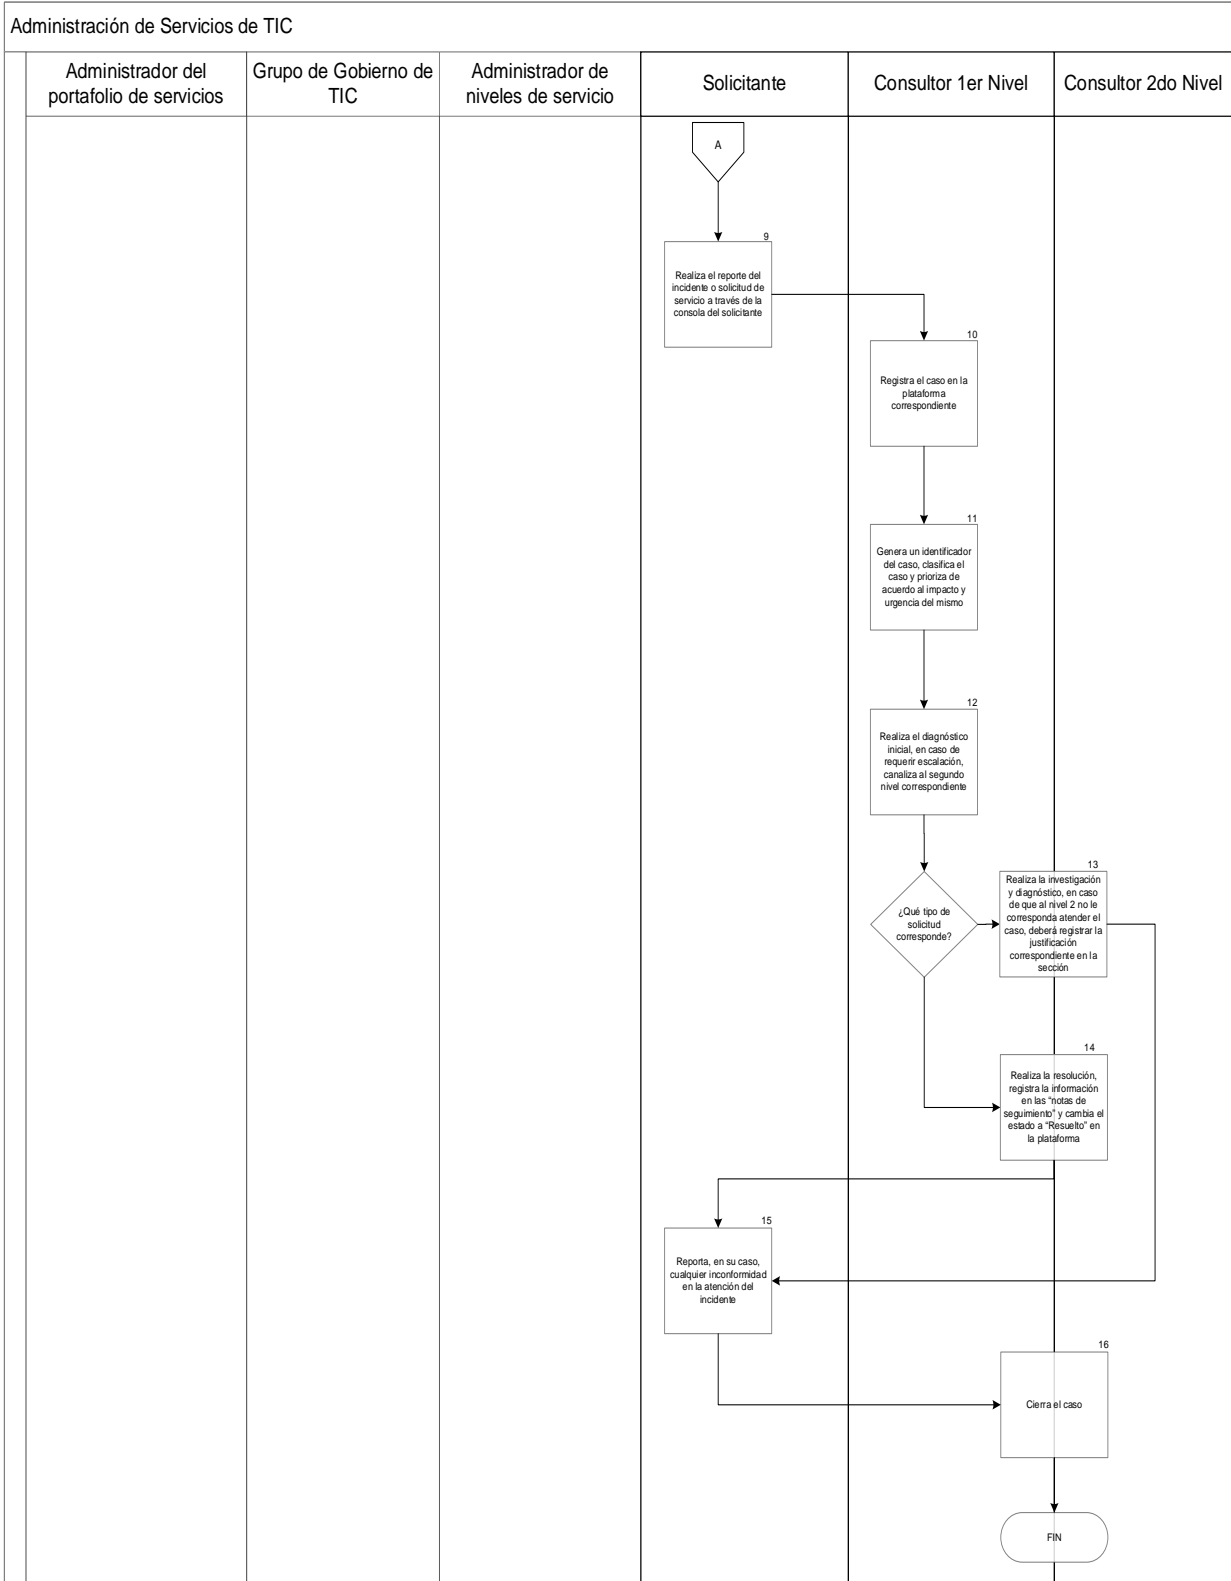 Administración de Servicios de TIC
Administrador del
portafolio de servicios
Grupo de Gobierno de
TIC
Administrador de
niveles de servicio
Solicitante
Consultor 1er Nivel
Consultor 2do Nivel
A
9
Realiza el reporte del
incidente o solicitud de
servicio a través de la
consola del solicitante
10
Registra el caso en la
plataforma
correspondiente
11
Genera un identificador
del caso, clasifica el
caso y prioriza de
acuerdo al impacto y
urgencia del mismo
12
Realiza el diagnóstico
inicial, en caso de
requerir escalación,
canaliza al segundo
nivel correspondiente
¿Qué tipo de
solicitud
corresponde?
13
Realiza la investigación
y diagnóstico, en caso
de que al nivel 2 no le
corresponda atender el
caso, deberá registrar la
justificación
correspondiente en la
sección
14
Realiza la resolución,
registra la información
en las “notas de
seguimiento” y cambia el
estado a “Resuelto” en
la plataforma
15
Reporta, en su caso,
cualquier inconformidad
en la atención del
incidente
16
Cierra el caso
FIN